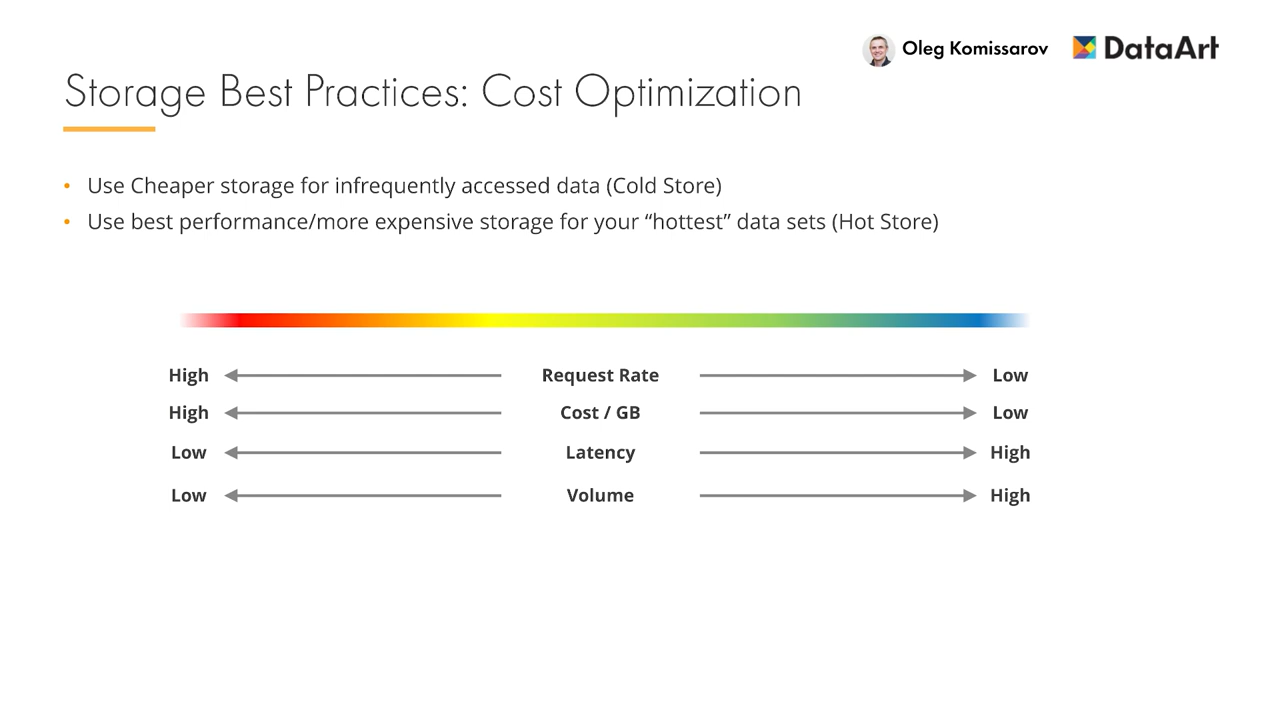 Oleg Komissarov
DataArt
Storage Best Practices: Cost Optimization
• Use Cheaper storage for infrequently accessed data (Cold Store)
• Use best performance/more expensive storage for your “hottest” data sets (Hot Store)
High Request Rate Low
High Cost / GB Low
Low Latency High
Low Volume High